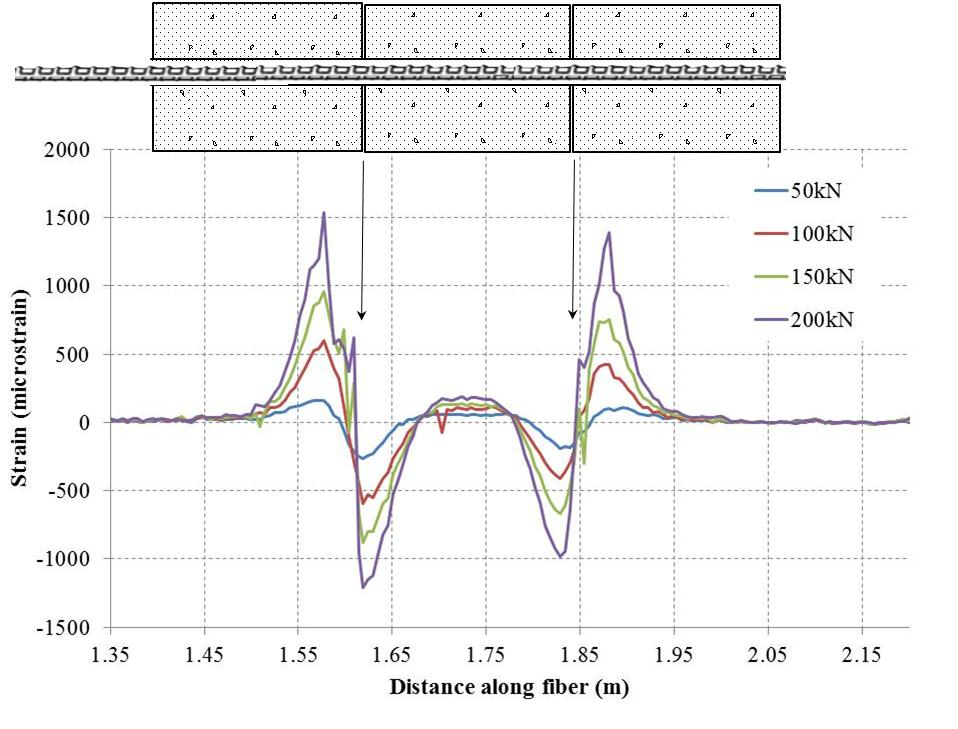 2000
1500
1000
500
0
-500
-1000
-1500
Strain (microstrain)
50kN
100kN
150kN
200kN
1.35 1.45 1.55 1.65 1.75 1.85 1.95 2.05 2.15
Distance along fiber (m)